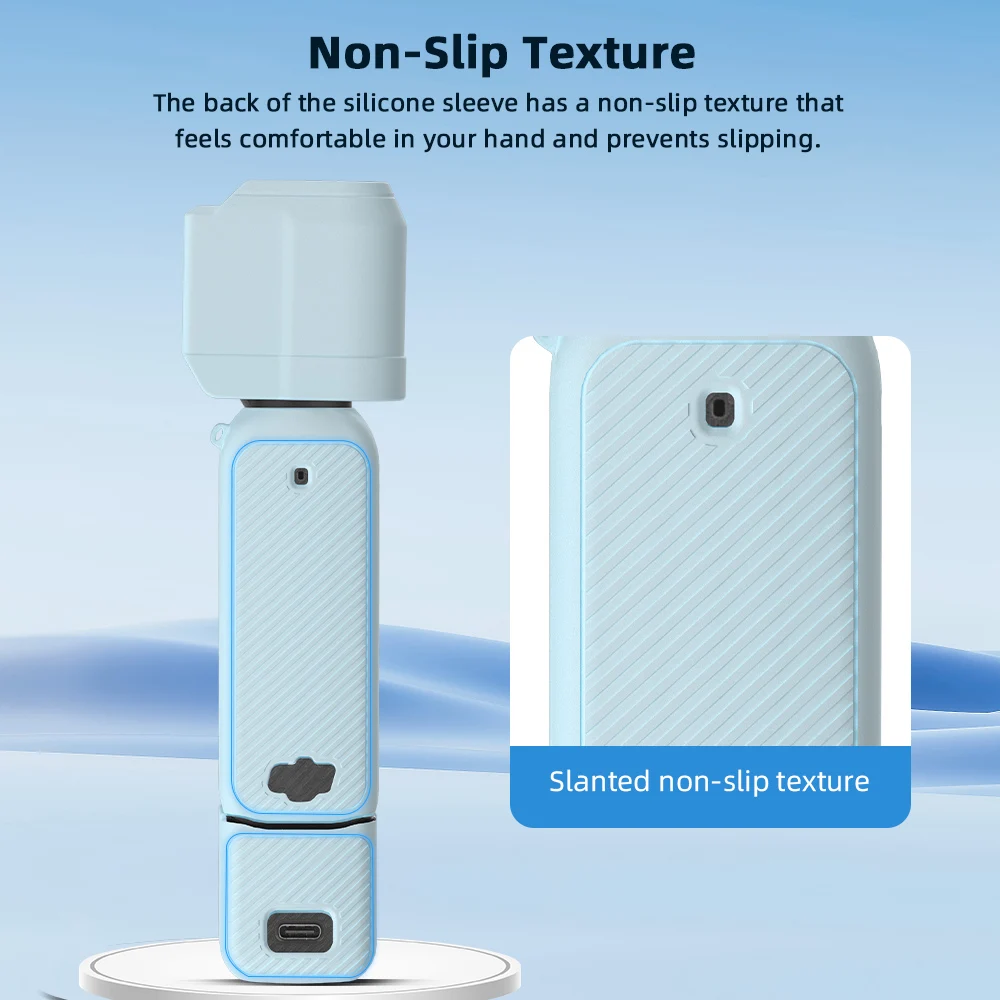 Non-Slip Texture
The back of the silicone sleeve has a non-slip texture that
feels comfortable in your hand and prevents slipping.
Slanted non-slip texture